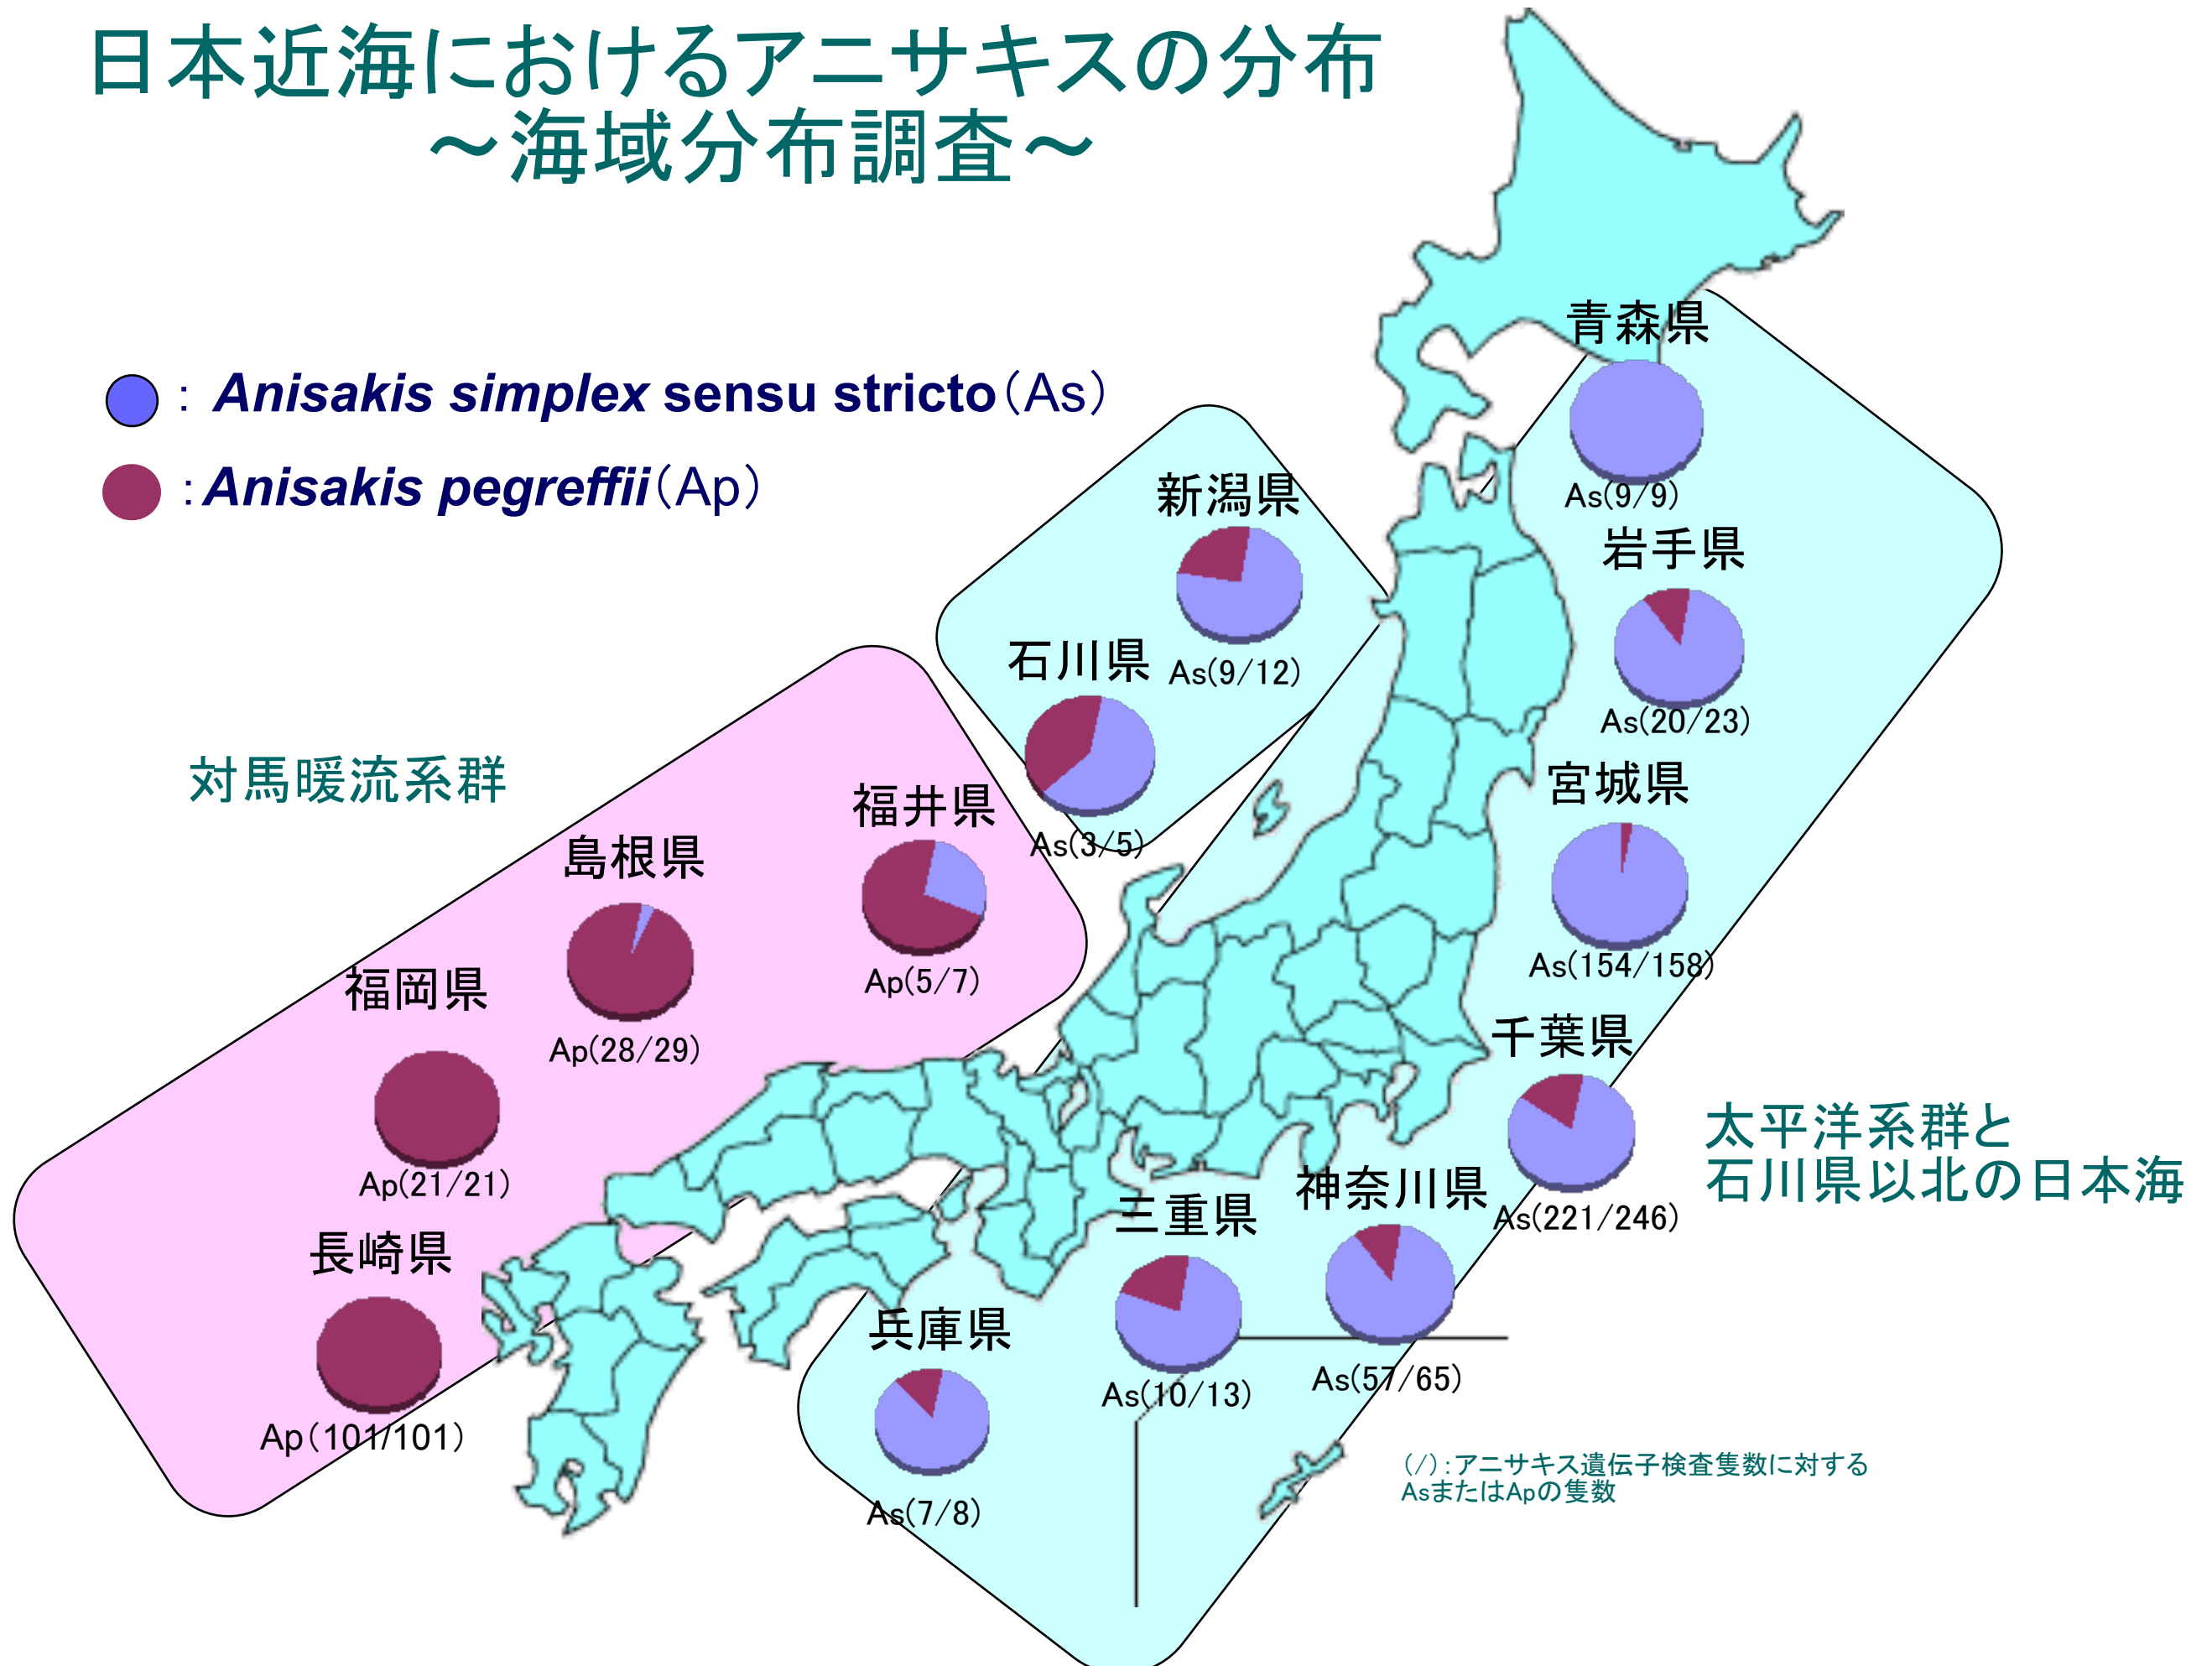 日本近海におけるアニサキスの分布
～海域分布調査～
：Anisakis simplex sensu stricto（As）
：Anisakis pegreffii（Ap）
青森県
As(9/9)
新潟県
As(9/12)
岩手県
As(20/23)
石川県
As(3/5)
対馬暖流系群
福井県
Ap(5/7)
宮城県
As(154/158)
島根県
Ap(28/29)
福岡県
Ap(21/21)
千葉県
As(221/246)
太平洋系群と
石川県以北の日本海
長崎県
Ap(101/101)
神奈川県
As(57/65)
三重県
As(10/13)
兵庫県
As(7/8)
（/）：アニサキス遺伝子検査隻数に対する
AsまたはApの隻数